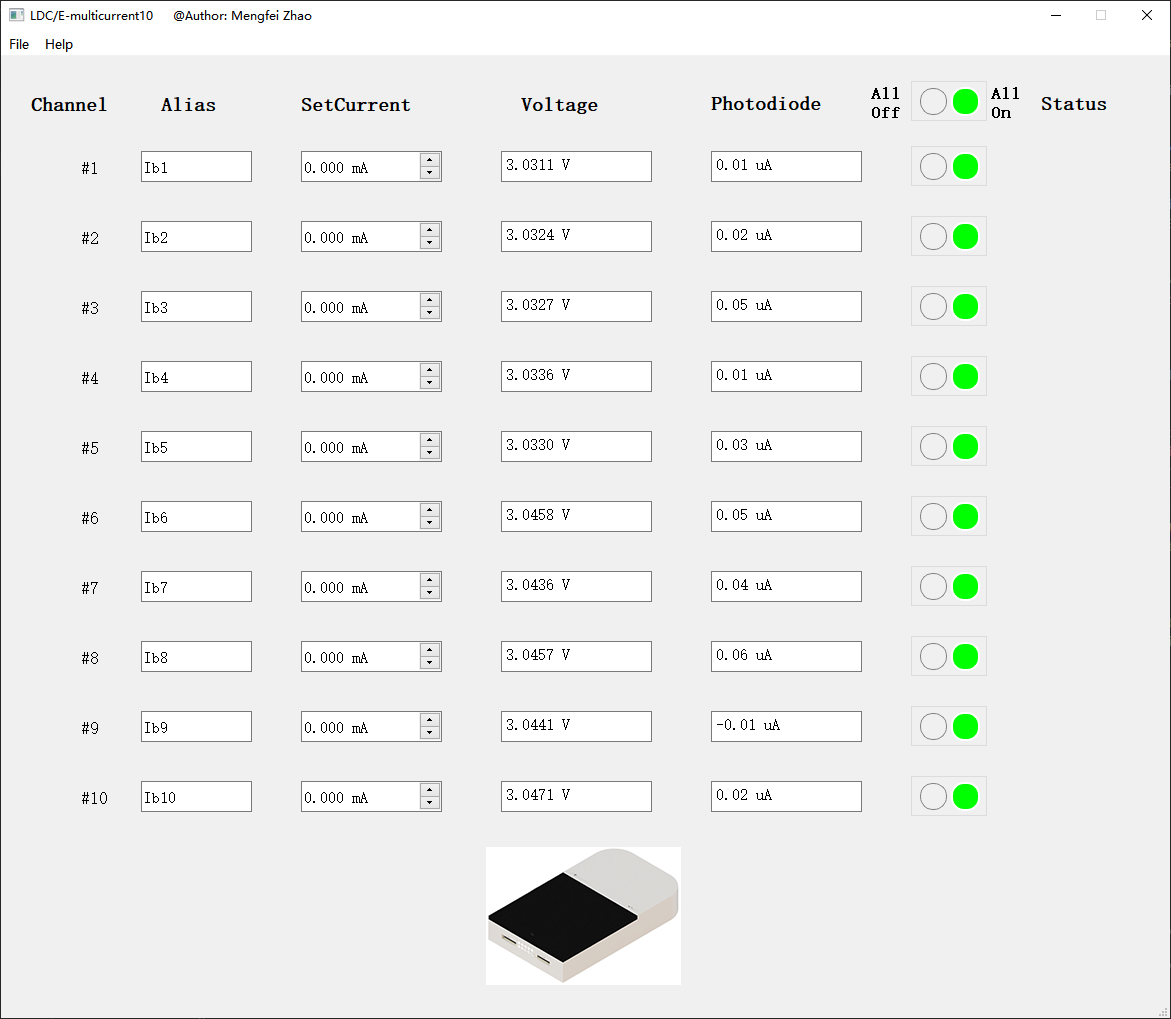 LDC/E-multicurrent10 @Author: Mengfei Zhao
File Help
Channel Alias SetCurrent Voltage Photodiode All Off All On Status
#1 Ib1 0.000 mA 3.0311 V 0.01 uA
#2 Ib2 0.000 mA 3.0324 V 0.02 uA
#3 Ib3 0.000 mA 3.0327 V 0.05 uA
#4 Ib4 0.000 mA 3.0336 V 0.01 uA
#5 Ib5 0.000 mA 3.0330 V 0.03 uA
#6 Ib6 0.000 mA 3.0458 V 0.05 uA
#7 Ib7 0.000 mA 3.0436 V 0.04 uA
#8 Ib8 0.000 mA 3.0457 V 0.06 uA
#9 Ib9 0.000 mA 3.0441 V -0.01 uA
#10 Ib10 0.000 mA 3.0471 V 0.02 uA